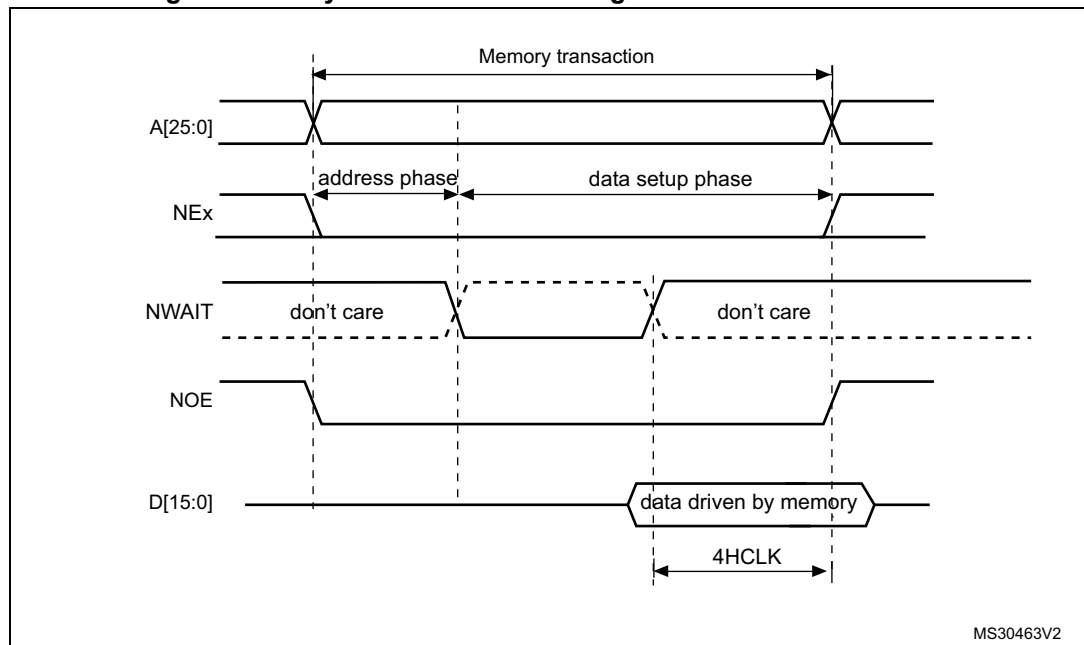 Memory transaction
A[25:0]
address phase data setup phase
NEx
NWAIT don't care don't care
NOE
D[15:0] data driven by memory
4HCLK
MS30463V2